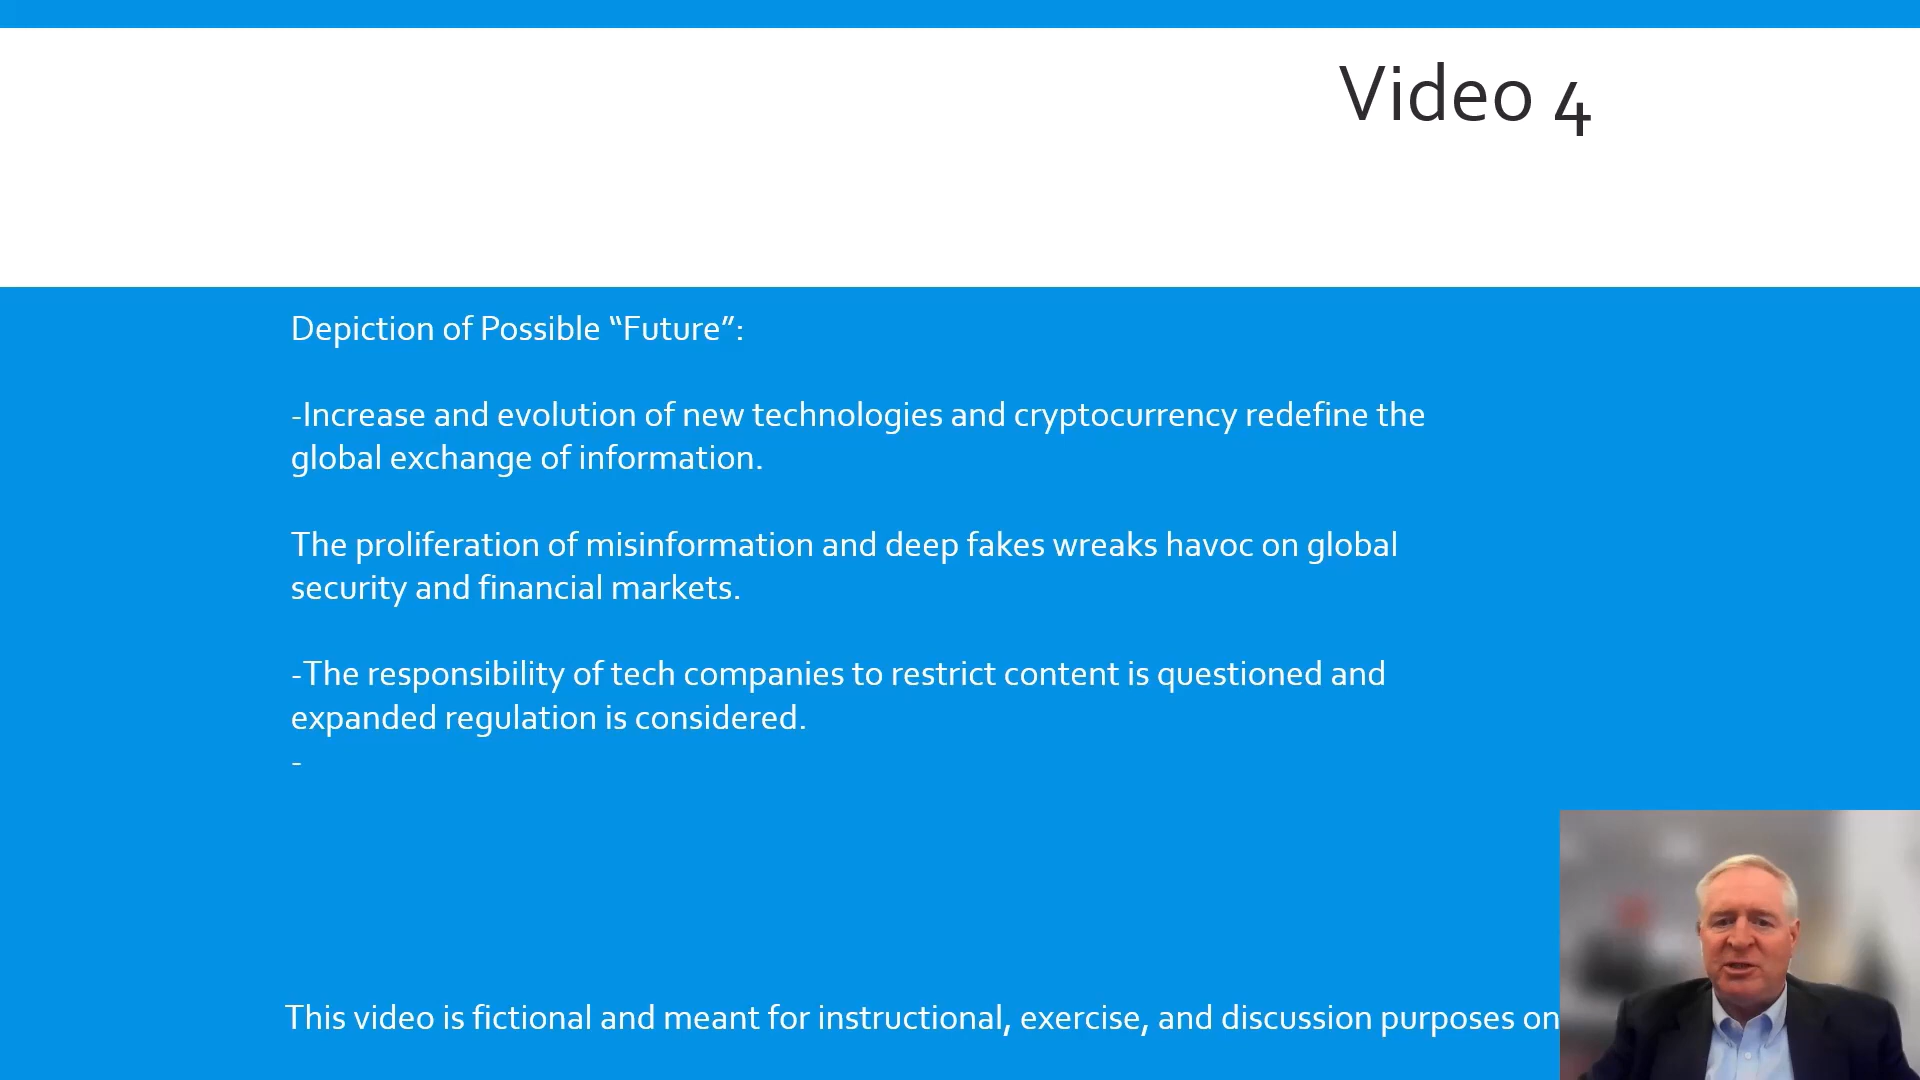 Video 4
Depiction of Possible “Future”:
-Increase and evolution of new technologies and cryptocurrency redefine the
global exchange of information.
The proliferation of misinformation and deep fakes wreaks havoc on global
security and financial markets.
-The responsibility of tech companies to restrict content is questioned and
expanded regulation is considered.
-
This video is fictional and meant for instructional, exercise, and discussion purposes on